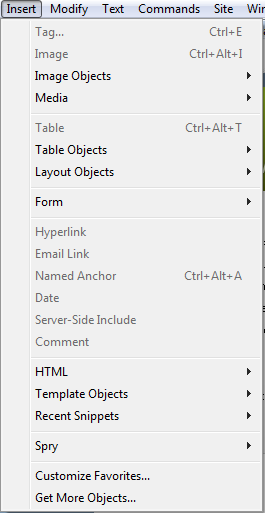 Insert Modify Text Commands Site
Tag... Ctrl+E
Image Ctrl+Alt+I
Image Objects
Media
Table Ctrl+Alt+T
Table Objects
Layout Objects
Form
Hyperlink
Email Link
Named Anchor Ctrl+Alt+A
Date
Server-Side Include
Comment
HTML
Template Objects
Recent Snippets
Spry
Customize Favorites...
Get More Objects...